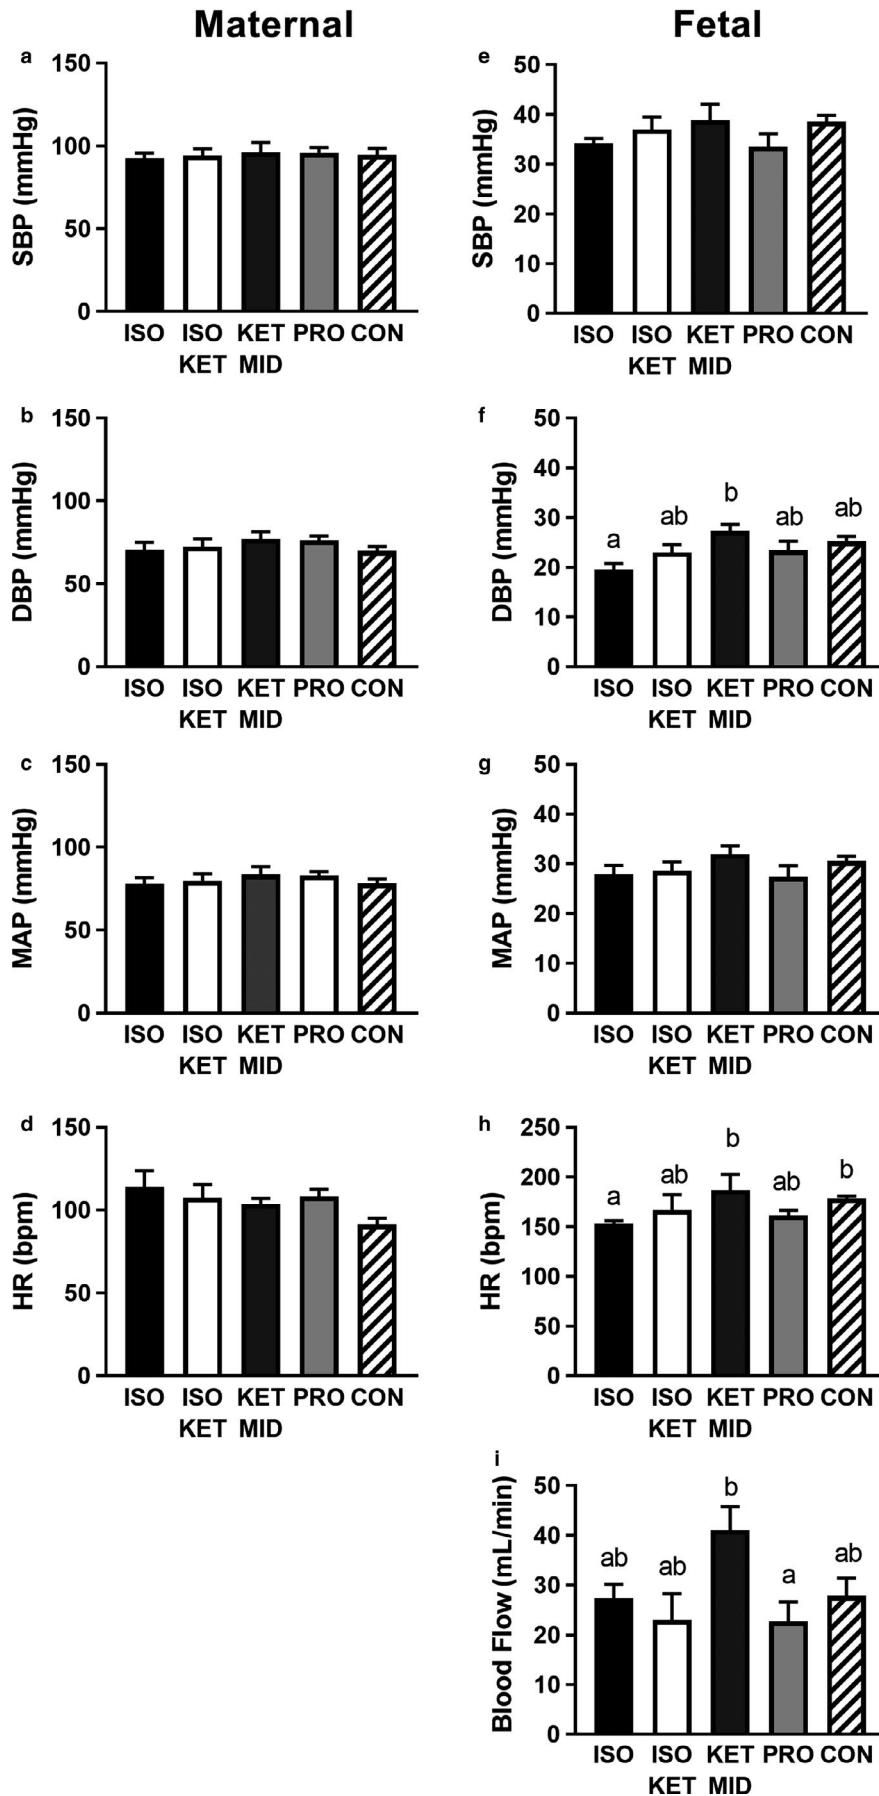 Maternal
a
150
100
50
0
SBP (mmHg)
ISO ISO KET PRO CON
KET MID
b
150
100
50
0
DBP (mmHg)
ISO ISO KET PRO CON
KET MID
c
150
100
50
0
MAP (mmHg)
ISO ISO KET PRO CON
KET MID
d
150
100
50
0
HR (bpm)
ISO ISO KET PRO CON
KET MID
Fetal
e
50
40
30
20
10
0
SBP (mmHg)
ISO ISO KET PRO CON
KET MID
f
50
40
30
20
10
0
DBP (mmHg)
a ab b ab ab
ISO ISO KET PRO CON
KET MID
g
50
40
30
20
10
0
MAP (mmHg)
ISO ISO KET PRO CON
KET MID
h
250
200
150
100
50
0
HR (bpm)
a ab b ab b
ISO ISO KET PRO CON
KET MID
i
50
40
30
20
10
0
Blood Flow (mL/min)
ab ab b a ab
ISO ISO KET PRO CON
KET MID